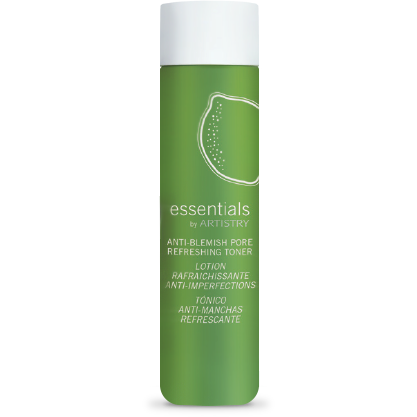 essentials
by ARTISTRY
ANTI-BLEMISH PORE
REFRESHING TONER
LOTION
RAFRAICHISSANTE
ANTI-IMPERFECTIONS
TÓNICO
ANTI-MANCHAS
REFRESCANTE